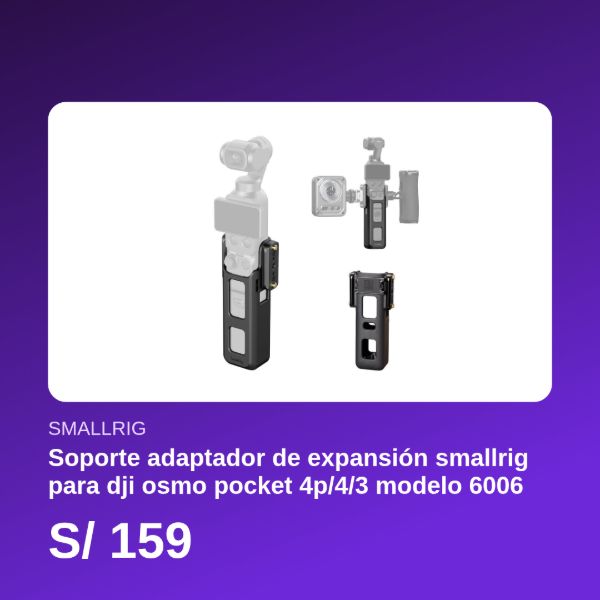 SMALLRIG
Soporte adaptador de expansión smallrig
para dji osmo pocket 4p/4/3 modelo 6006
S/ 159